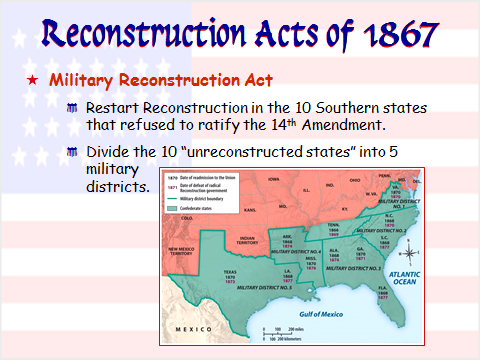 Reconstruction Acts of 1867
Military Reconstruction Act
Restart Reconstruction in the 10 Southern states
that refused to ratify the 14th Amendment.
Divide the 10 “unreconstructed states” into 5
military
districts.
1870 Date of readmission to the Union
1871 Date of defeat of radical
Reconstruction government
Military district boundary
Confederate states
IOWA
ILL.
IND.
OHIO
PENN.
MD.
DEL.
W. VA.
VA.
1870
1870
MILITARY DISTRICT
NO. 1
COLO.
KANS.
MO.
KY.
N.C.
1868
1870
NEW MEXICO
TERRITORY
INDIAN
TERRITORY
TENN.
1866
1869
S.C.
1868
1877
MILITARY DISTRICT NO. 2
ARK.
1868
1874
MILITARY DISTRICT NO. 4
MISS.
1870
1876
ALA.
1868
1874
GA.
1870
1871
MILITARY DISTRICT NO. 3
TEXAS
1870
1873
LA.
1868
1877
MILITARY DISTRICT NO. 5
FLA.
1868
1877
ATLANTIC
OCEAN
Gulf of Mexico
MEXICO
0 100 200 miles
0 100 200 kilometers